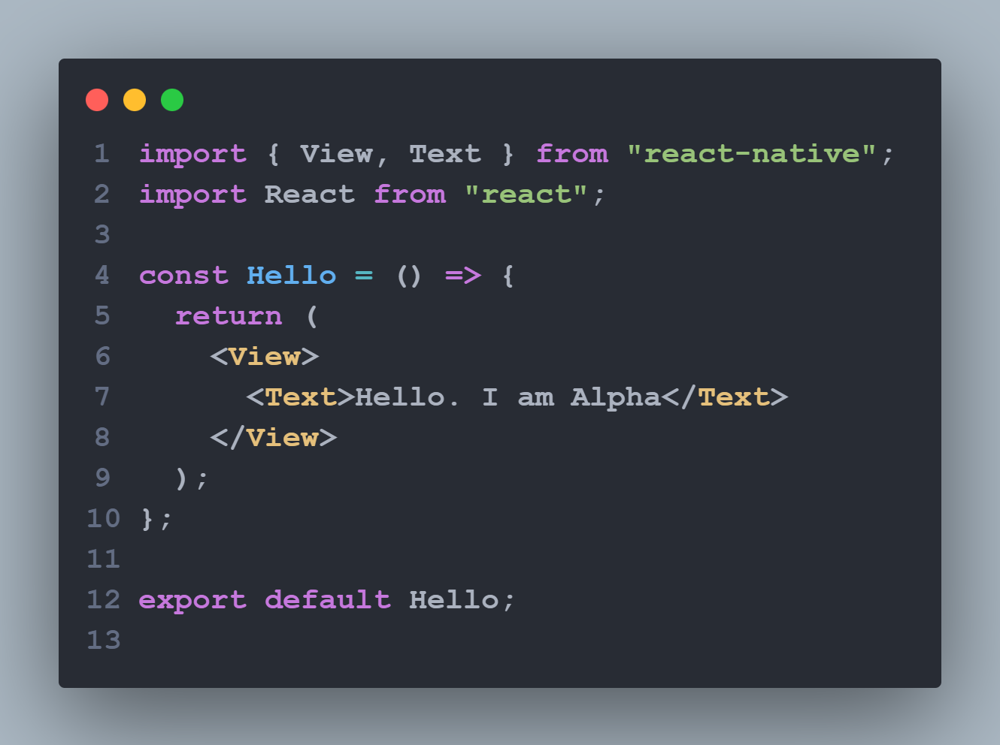 1 import { View, Text } from "react-native";
2 import React from "react";
3
4 const Hello = () => {
5   return (
6     <View>
7       <Text>Hello. I am Alpha</Text>
8     </View>
9   );
10 };
11
12 export default Hello;
13